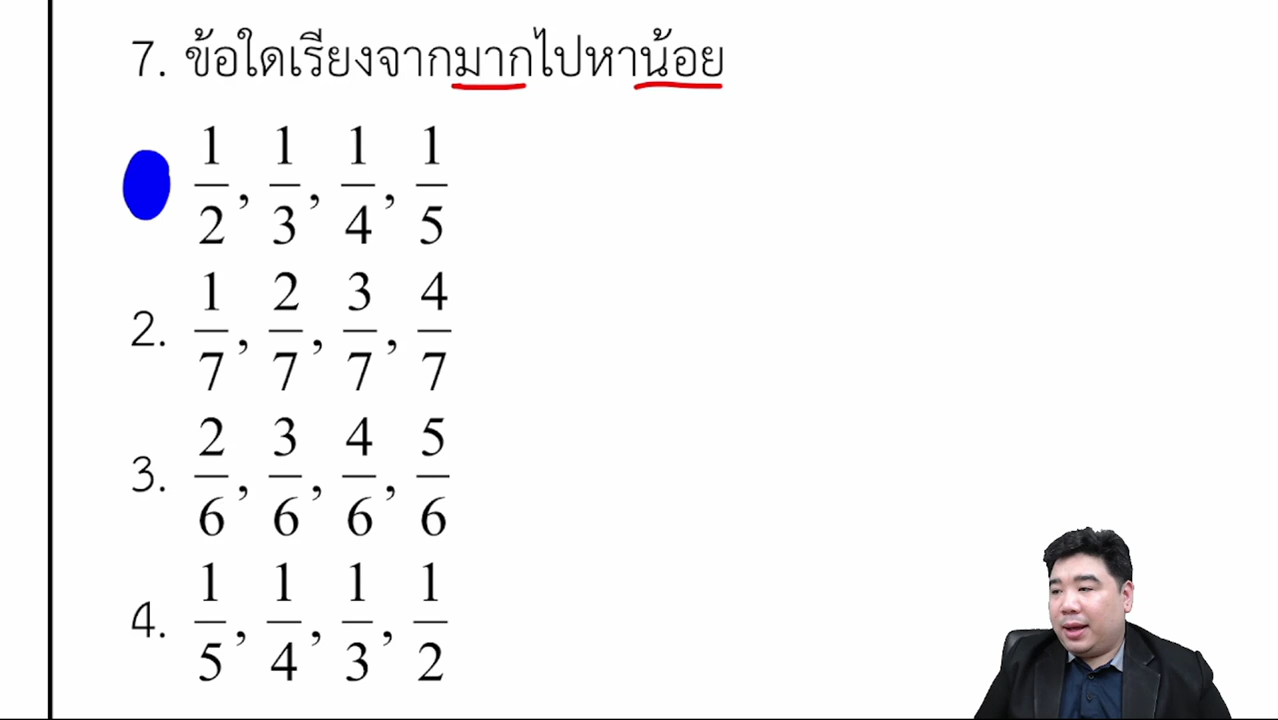 7. ข้อใดเรียงจากมากไปหาน้อย
1/2, 1/3, 1/4, 1/5
2. 1/7, 2/7, 3/7, 4/7
3. 2/6, 3/6, 4/6, 5/6
4. 1/5, 1/4, 1/3, 1/2